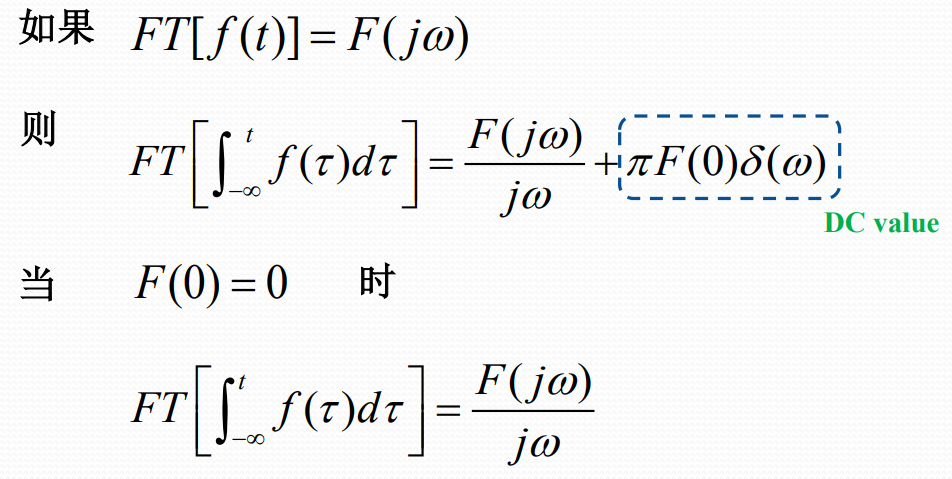 如果 FT[f(t)] = F(jω)
则 FT[∫_{-∞}^{t} f(τ)dτ] = F(jω)/jω + πF(0)δ(ω)
DC value
当 F(0) = 0 时
FT[∫_{-∞}^{t} f(τ)dτ] = F(jω)/jω